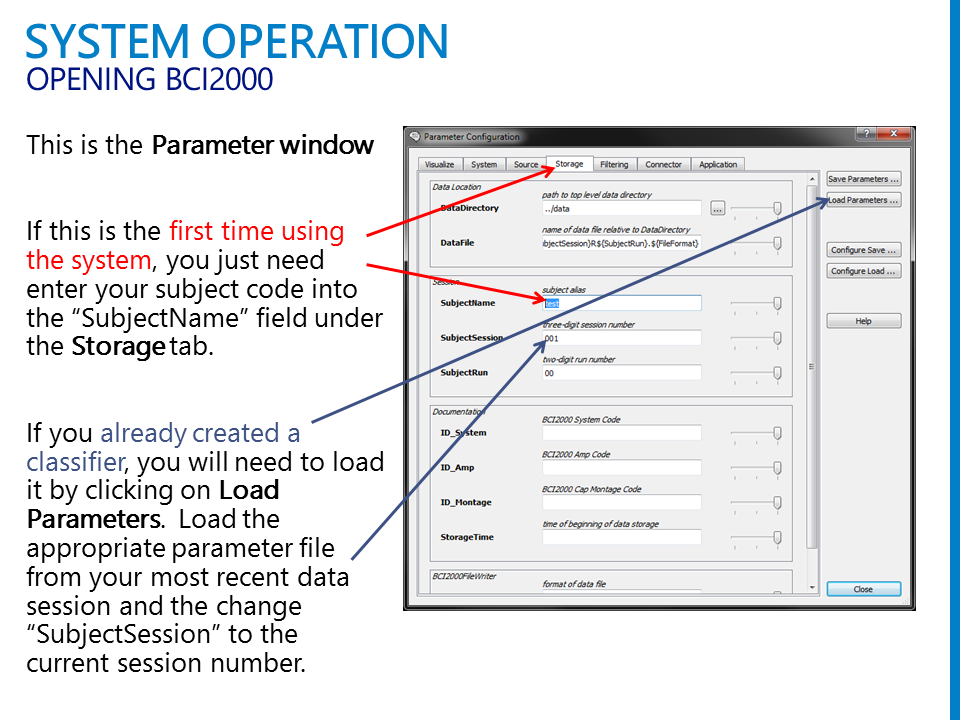 SYSTEM OPERATION
OPENING BCI2000
This is the Parameter window
If this is the first time using
the system, you just need
enter your subject code into
the “SubjectName” field under
the Storage tab.
If you already created a
classifier, you will need to load
it by clicking on Load
Parameters. Load the
appropriate parameter file
from your most recent data
session and the change
“SubjectSession” to the
current session number.
Parameter Configuration
Visualize System Source Storage Filtering Connector Application
Data Location
path to top level data directory
DataDirectory ../data ...
name of data file relative to DataDirectory
DataFile bjectSession}R${SubjectRun}.${FileFormat}
Session
subject alias
SubjectName test
three-digit session number
SubjectSession 001
two-digit run number
SubjectRun 00
Documentation
BCI2000 System Code
ID_System
BCI2000 Amp Code
ID_Amp
BCI2000 Cap Montage Code
ID_Montage
time of beginning of data storage
StorageTime
BCI2000FileWriter
format of data file
Save Parameters ...
Load Parameters ...
Configure Save ...
Configure Load ...
Help
Close